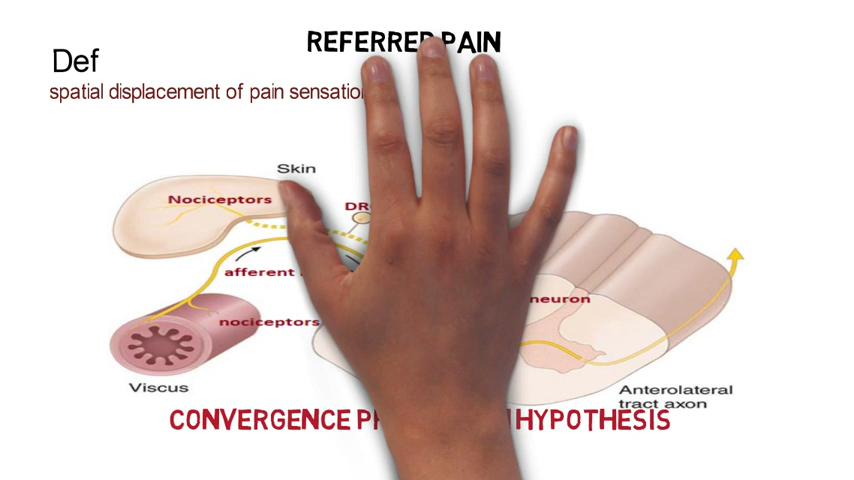 REFERRED PAIN
Def
spatial displacement of pain sensation
Skin
Nociceptors
DR
afferent
neuron
nociceptors
Viscus
Anterolateral
tract axon
CONVERGENCE P HYPOTHESIS